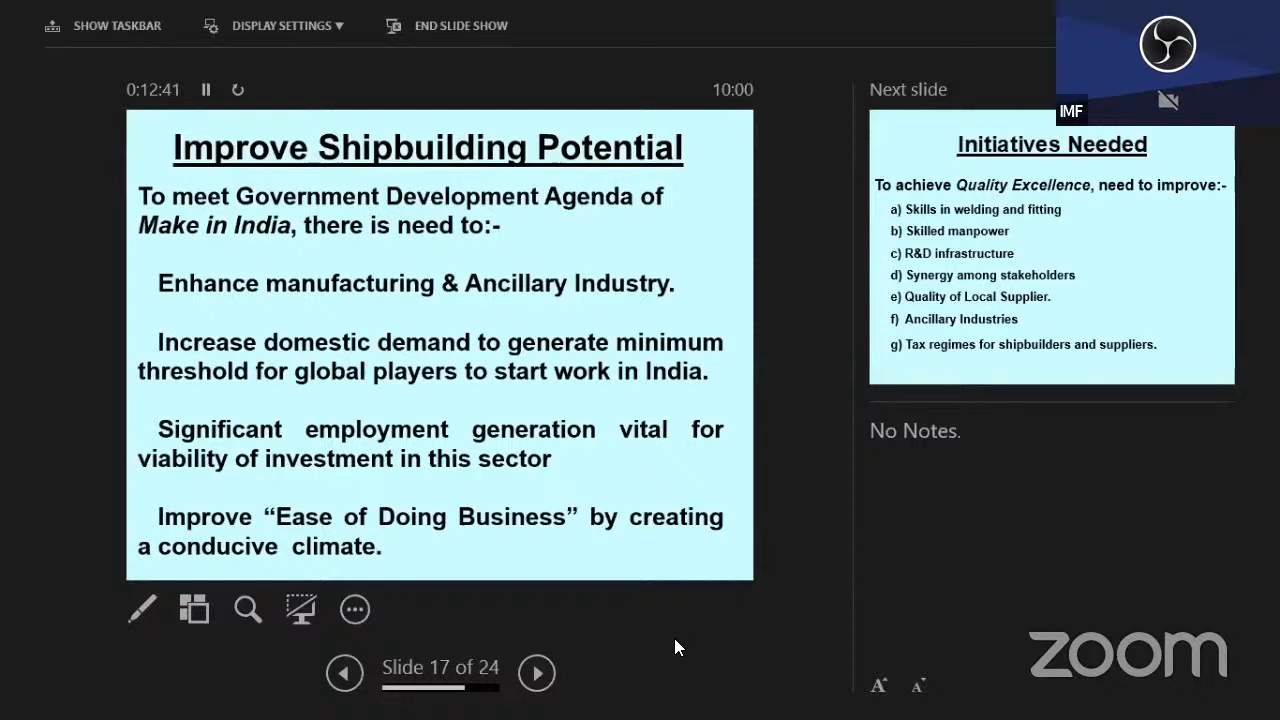 SHOW TASKBAR
DISPLAY SETTINGS ▼
END SLIDE SHOW
IMF
0:12:41
10:00
Improve Shipbuilding Potential
To meet Government Development Agenda of
Make in India, there is need to:-
Enhance manufacturing & Ancillary Industry.
Increase domestic demand to generate minimum
threshold for global players to start work in India.
Significant employment generation vital for
viability of investment in this sector
Improve “Ease of Doing Business” by creating
a conducive climate.
Slide 17 of 24
Next slide
Initiatives Needed
To achieve Quality Excellence, need to improve:-
a) Skills in welding and fitting
b) Skilled manpower
c) R&D infrastructure
d) Synergy among stakeholders
e) Quality of Local Supplier.
f) Ancillary Industries
g) Tax regimes for shipbuilders and suppliers.
No Notes.
A A
zoom